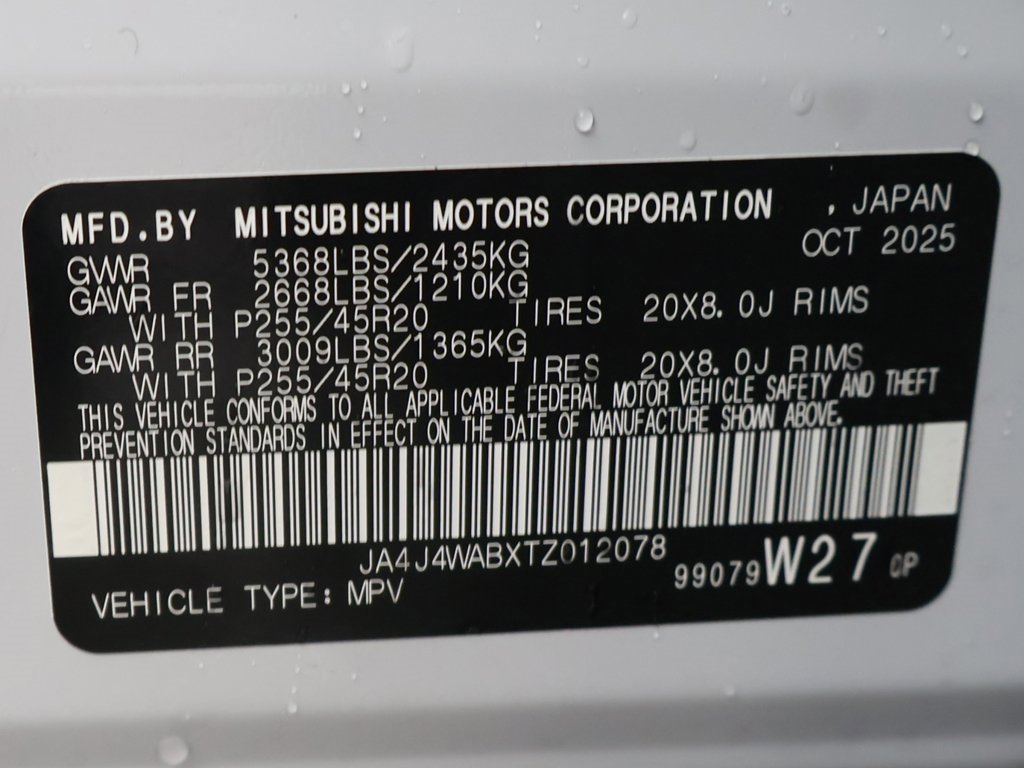 MFD.BY MITSUBISHI MOTORS CORPORATION , JAPAN
OCT 2025
GVWR 5368LBS/2435KG
GAWR FR 2668LBS/1210KG
WITH P255/45R20 TIRES 20X8.0J RIMS
GAWR RR 3009LBS/1365KG
WITH P255/45R20 TIRES 20X8.0J RIMS
THIS VEHICLE CONFORMS TO ALL APPLICABLE FEDERAL MOTOR VEHICLE SAFETY AND THEFT
PREVENTION STANDARDS IN EFFECT ON THE DATE OF MANUFACTURE SHOWN ABOVE.
JA4J4WABXTZ012078
99079 W27
VEHICLE TYPE: MPV